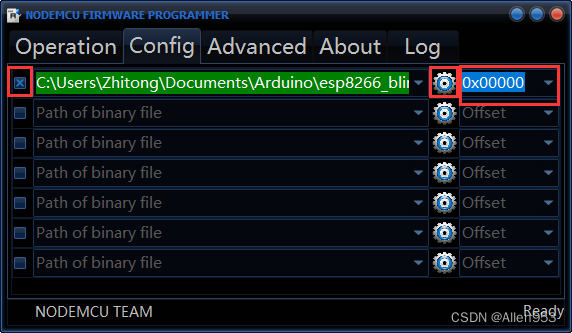 NODEMCU FIRMWARE PROGRAMMER
Operation Config Advanced About Log
C:\Users\Zhitong\Documents\Arduino\esp8266_blin 0x00000
Path of binary file Offset
Path of binary file Offset
Path of binary file Offset
Path of binary file Offset
Path of binary file Offset
Path of binary file Offset
NODEMCU TEAM Ready
CSDN @Allen953